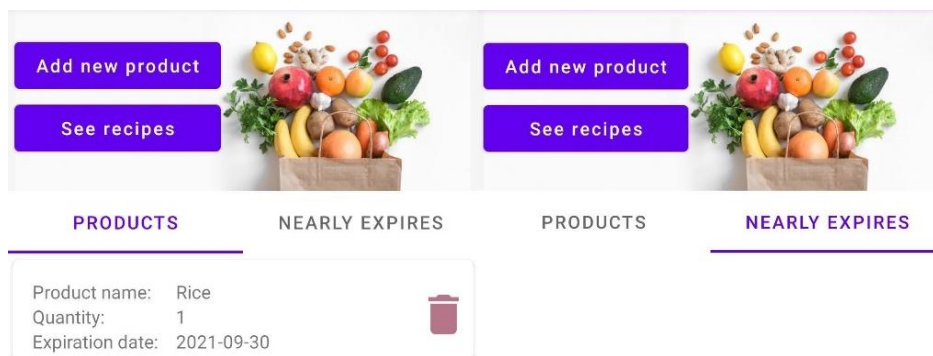 Add new product
See recipes
PRODUCTS NEARLY EXPIRES
Product name: Rice
Quantity: 1
Expiration date: 2021-09-30
Add new product
See recipes
PRODUCTS NEARLY EXPIRES